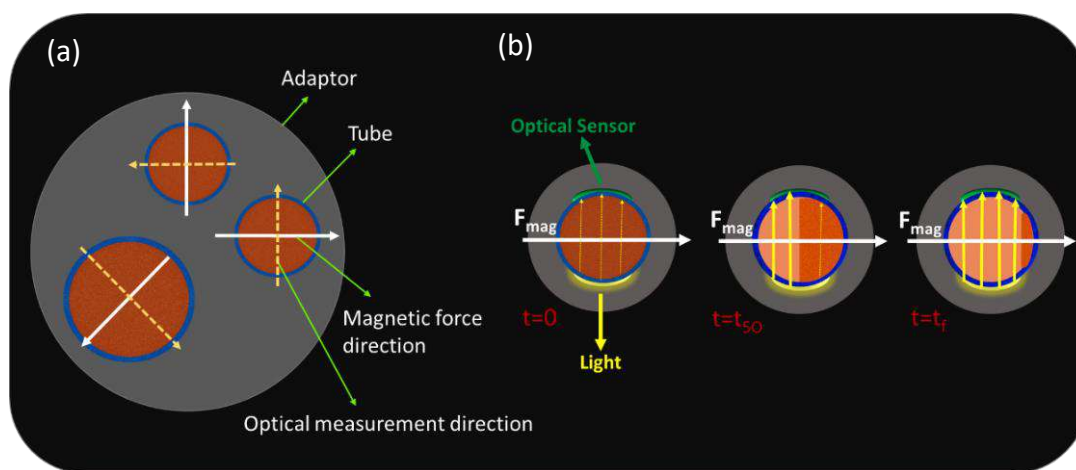 (a)
Adaptor
Tube
Magnetic force
direction
Optical measurement direction
(b)
Optical Sensor
Fmag
t=0
Light
Fmag
t=t50
Fmag
t=tf